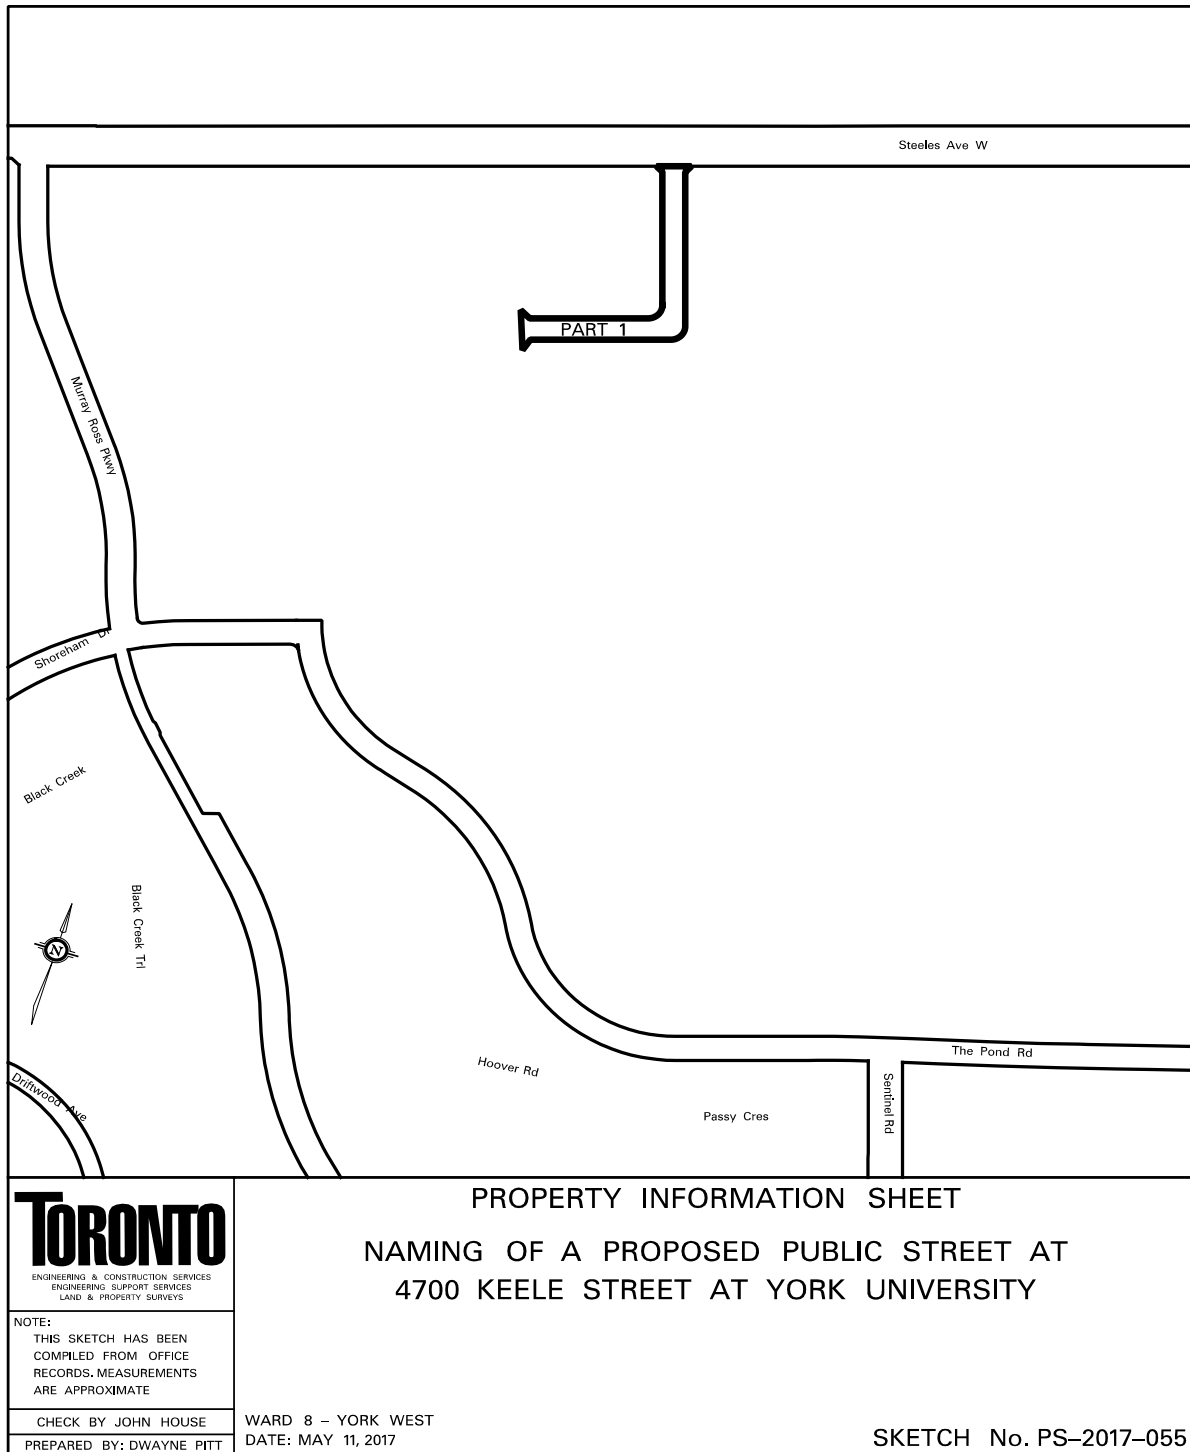 Steeles Ave W
PART 1
Murray Ross Pkwy
Shoreham Dr
Black Creek
Black Creek Trl
N
Driftwood Ave
Hoover Rd
The Pond Rd
Sentinel Rd
Passy Cres
TORONTO
ENGINEERING & CONSTRUCTION SERVICES
ENGINEERING SUPPORT SERVICES
LAND & PROPERTY SURVEYS
NOTE:
THIS SKETCH HAS BEEN
COMPILED FROM OFFICE
RECORDS. MEASUREMENTS
ARE APPROXIMATE
CHECK BY JOHN HOUSE
PREPARED BY: DWAYNE PITT
PROPERTY INFORMATION SHEET
NAMING OF A PROPOSED PUBLIC STREET AT
4700 KEELE STREET AT YORK UNIVERSITY
WARD 8 – YORK WEST
DATE: MAY 11, 2017
SKETCH No. PS–2017–055